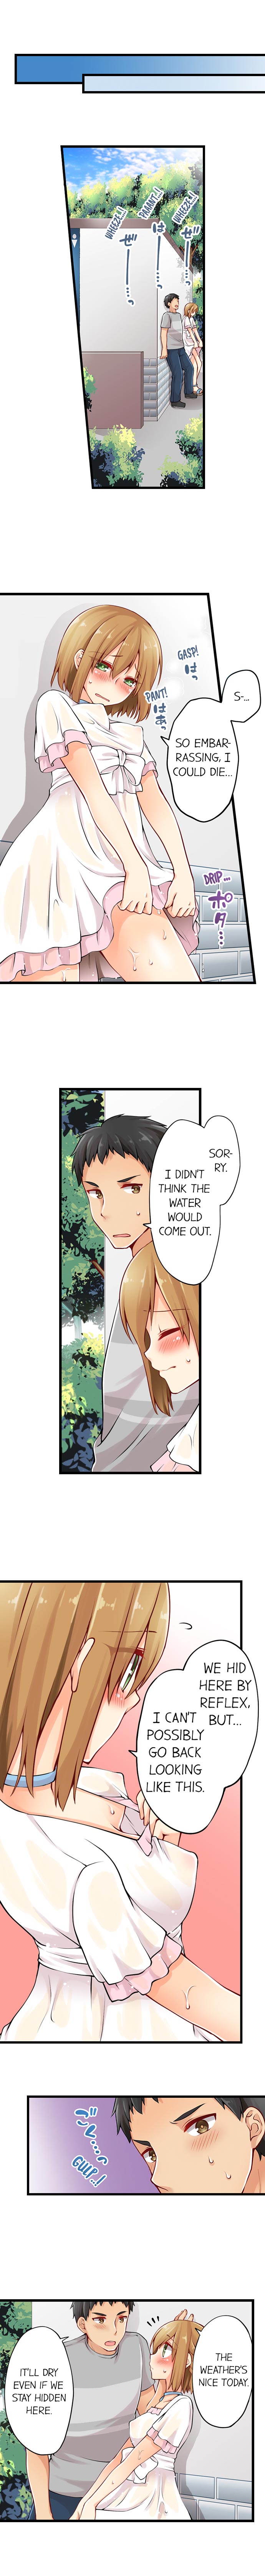 WHEEZE..!
ぜ…
PAAANT..!
は…
WHEEZE..!
ぜ…
GASP!
はっ
PANT!
はぁっ
S-...
SO EMBAR-
RASSING, I
COULD DIE...
DRIP...
ポタ…
SOR-
RY.
I DIDN'T
THINK THE
WATER
WOULD
COME OUT.
WE HID
HERE BY
REFLEX,
BUT...
I CAN'T
POSSIBLY
GO BACK
LOOKING
LIKE THIS.
ごく…
GULP..!
THE
WEATHER'S
NICE TODAY.
IT'LL DRY
EVEN IF WE
STAY HIDDEN
HERE.